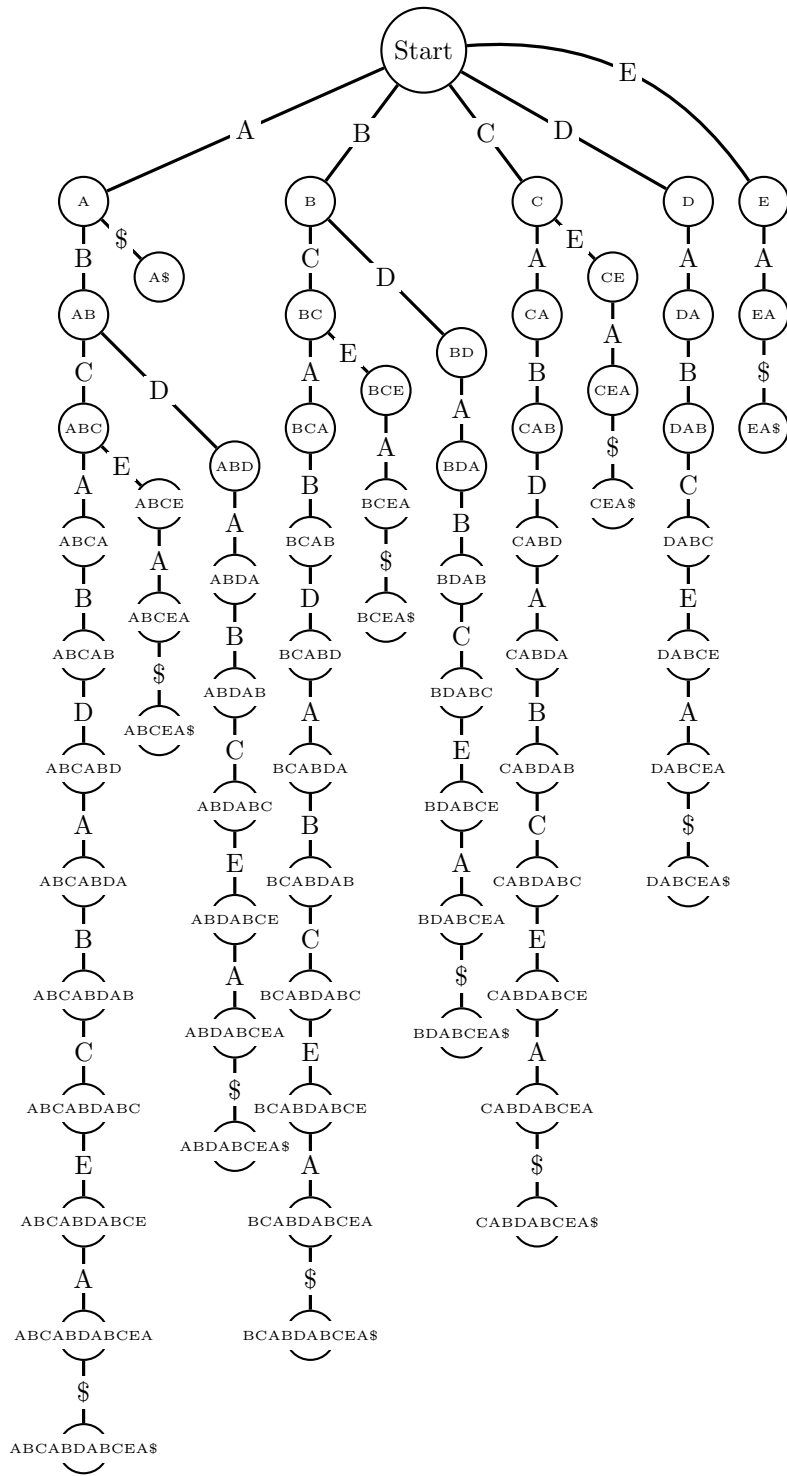 Start
E
A B C D
A B C D E
$
B C D A E A A
A$
CE
AB BC CA DA EA
BD
C A E B A B $
D
BCE CEA
ABC BCA CAB DAB EA$
E A $
A B A D C
ABD BDA
ABCE BCEA CEA$
ABCA BCAB CABD DABC
A B
A $
B D A E
ABDA BDAB
ABCEA BCEA$
ABCAB BCABD CABDA DABCE
B C
$
D A B A
ABDAB BDABC
ABCEA$
ABCABD BCABDA CABDAB DABCEA
C E
A B C $
ABDABC BDABCE
ABCABDA BCABDAB CABDABC DABCEA$
E A
ABDABCE BDABCEA
B C E
A $
ABCABDAB BCABDABC CABDABCE
ABDABCEA BDABCEA$
C E A
$
ABCABDABC BCABDABCE CABDABCEA
ABDABCEA$
E A $
ABCABDABCE BCABDABCEA CABDABCEA$
A $
ABCABDABCEA BCABDABCEA$
$
ABCABDABCEA$